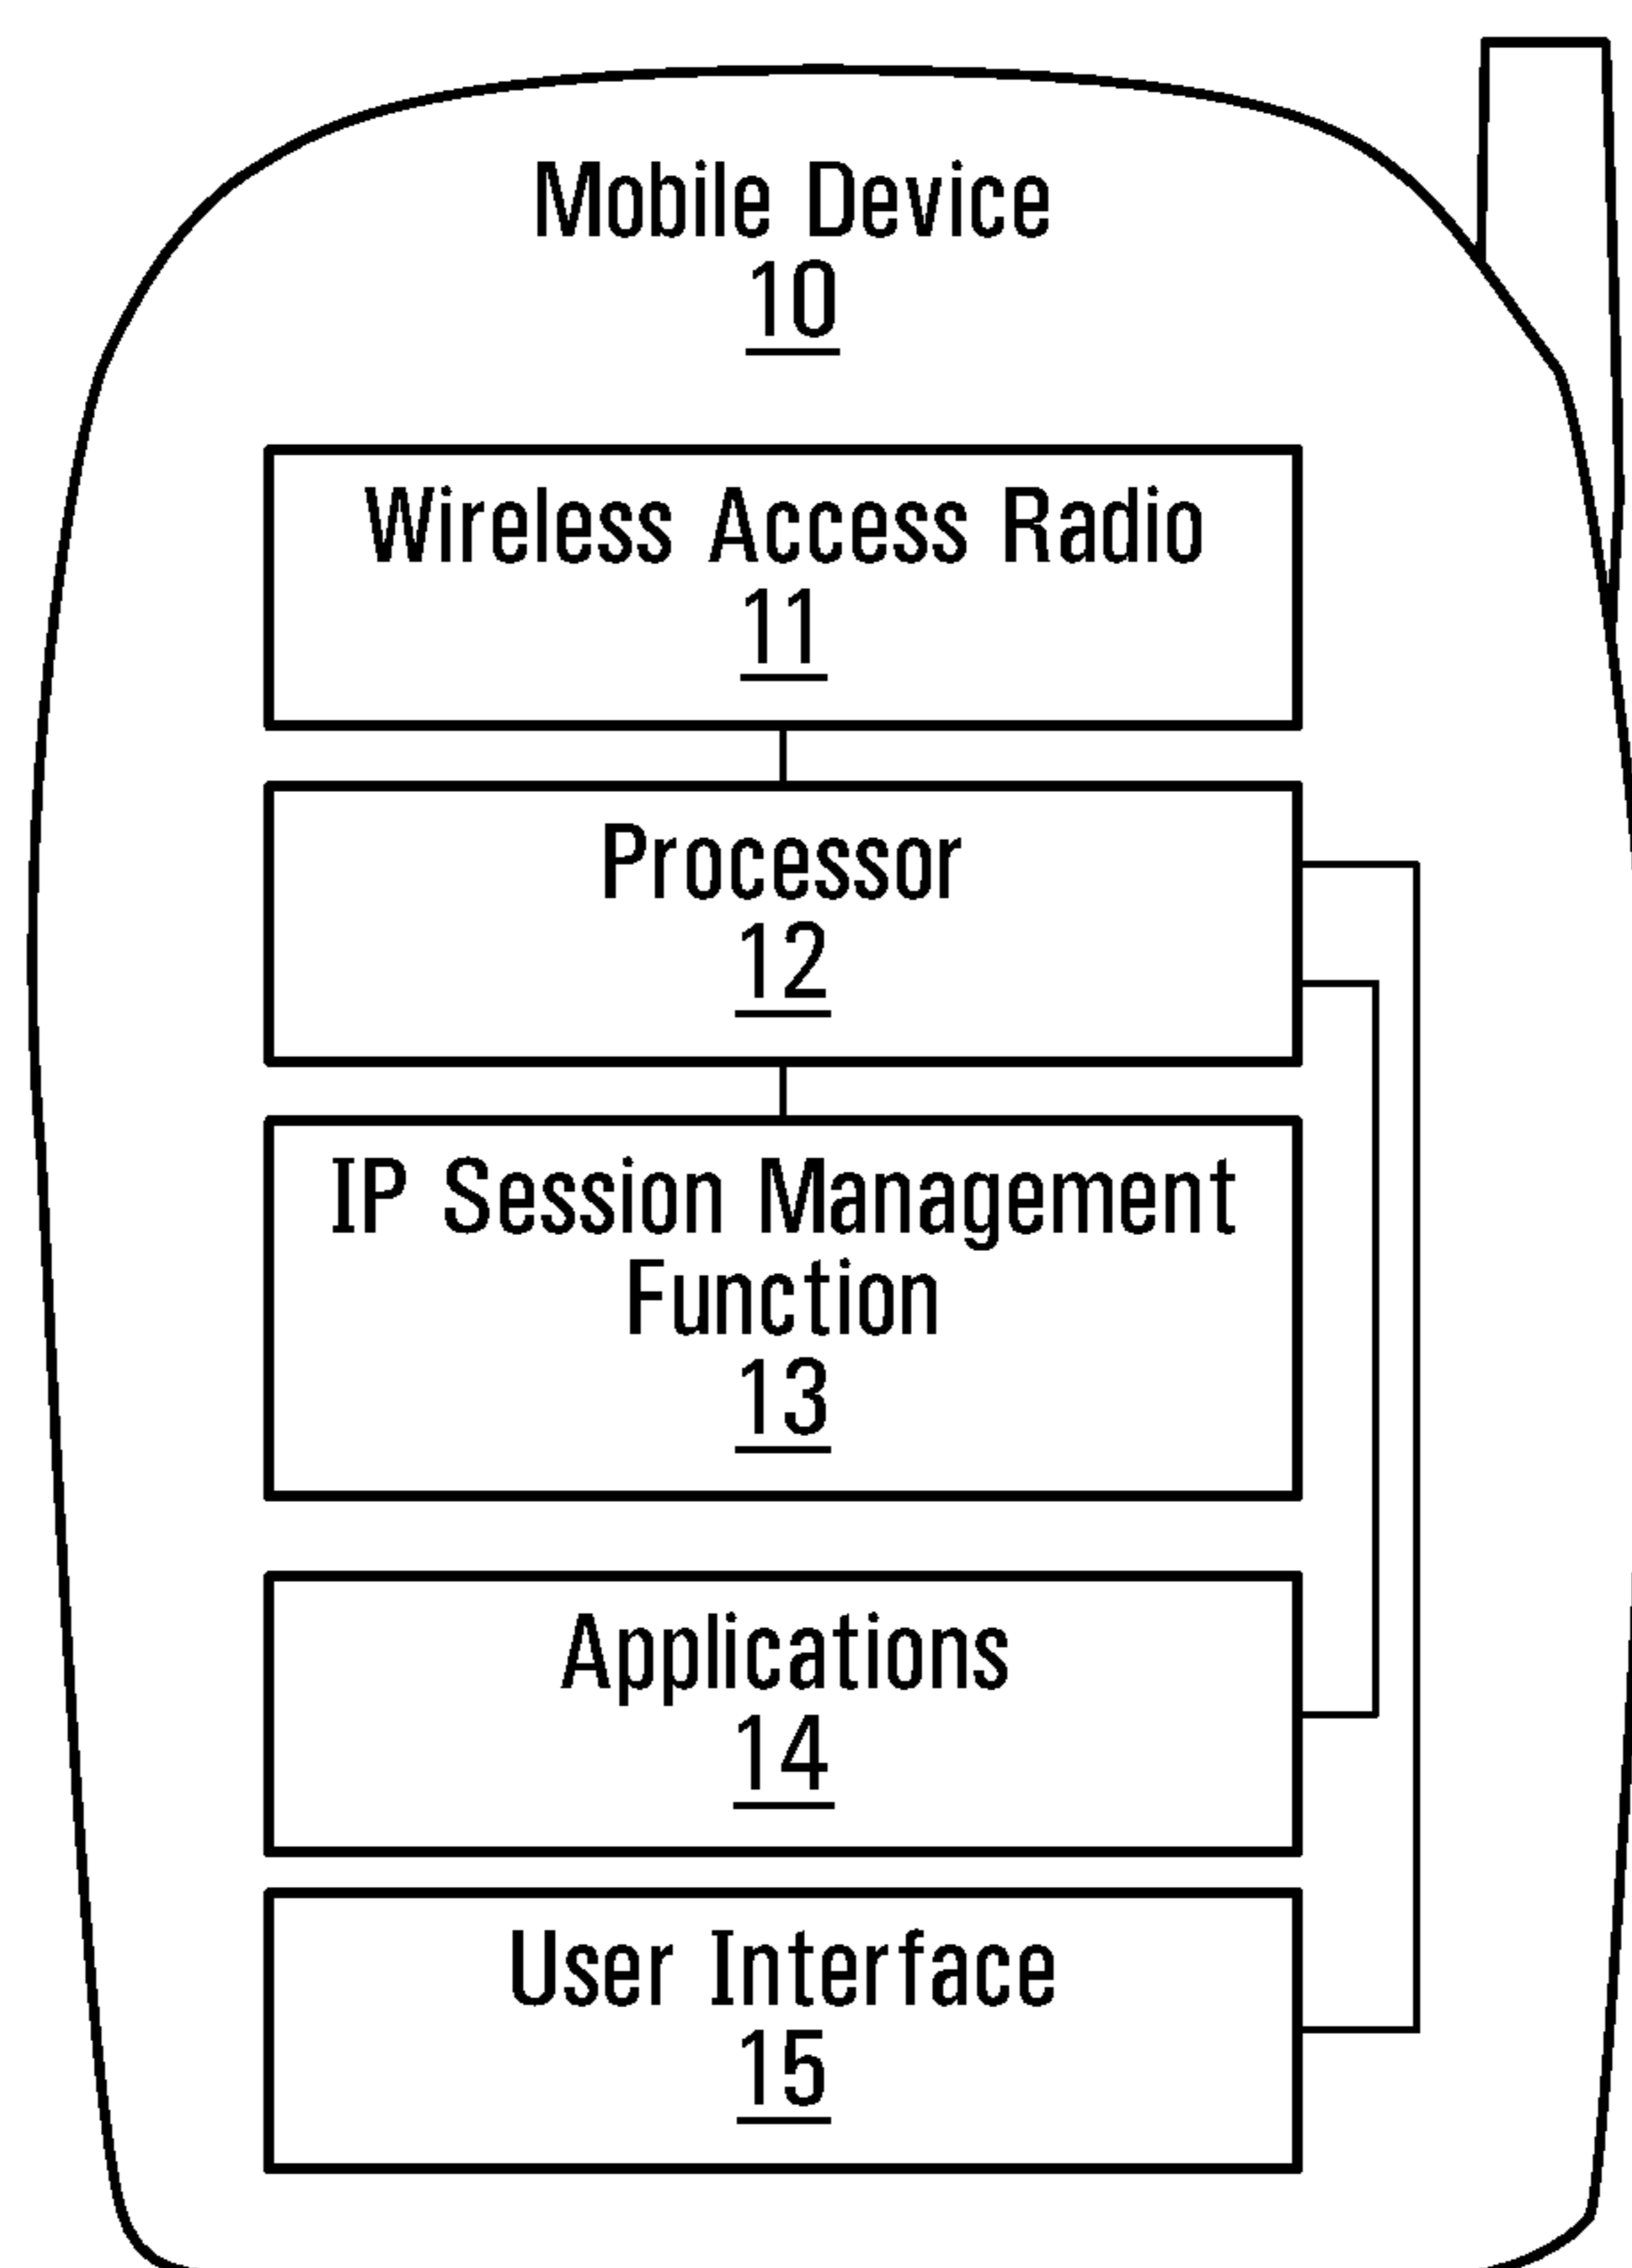 Mobile Device
10
Wireless Access Radio
11
Processor
12
IP Session Management
Function
13
Applications
14
User Interface
15